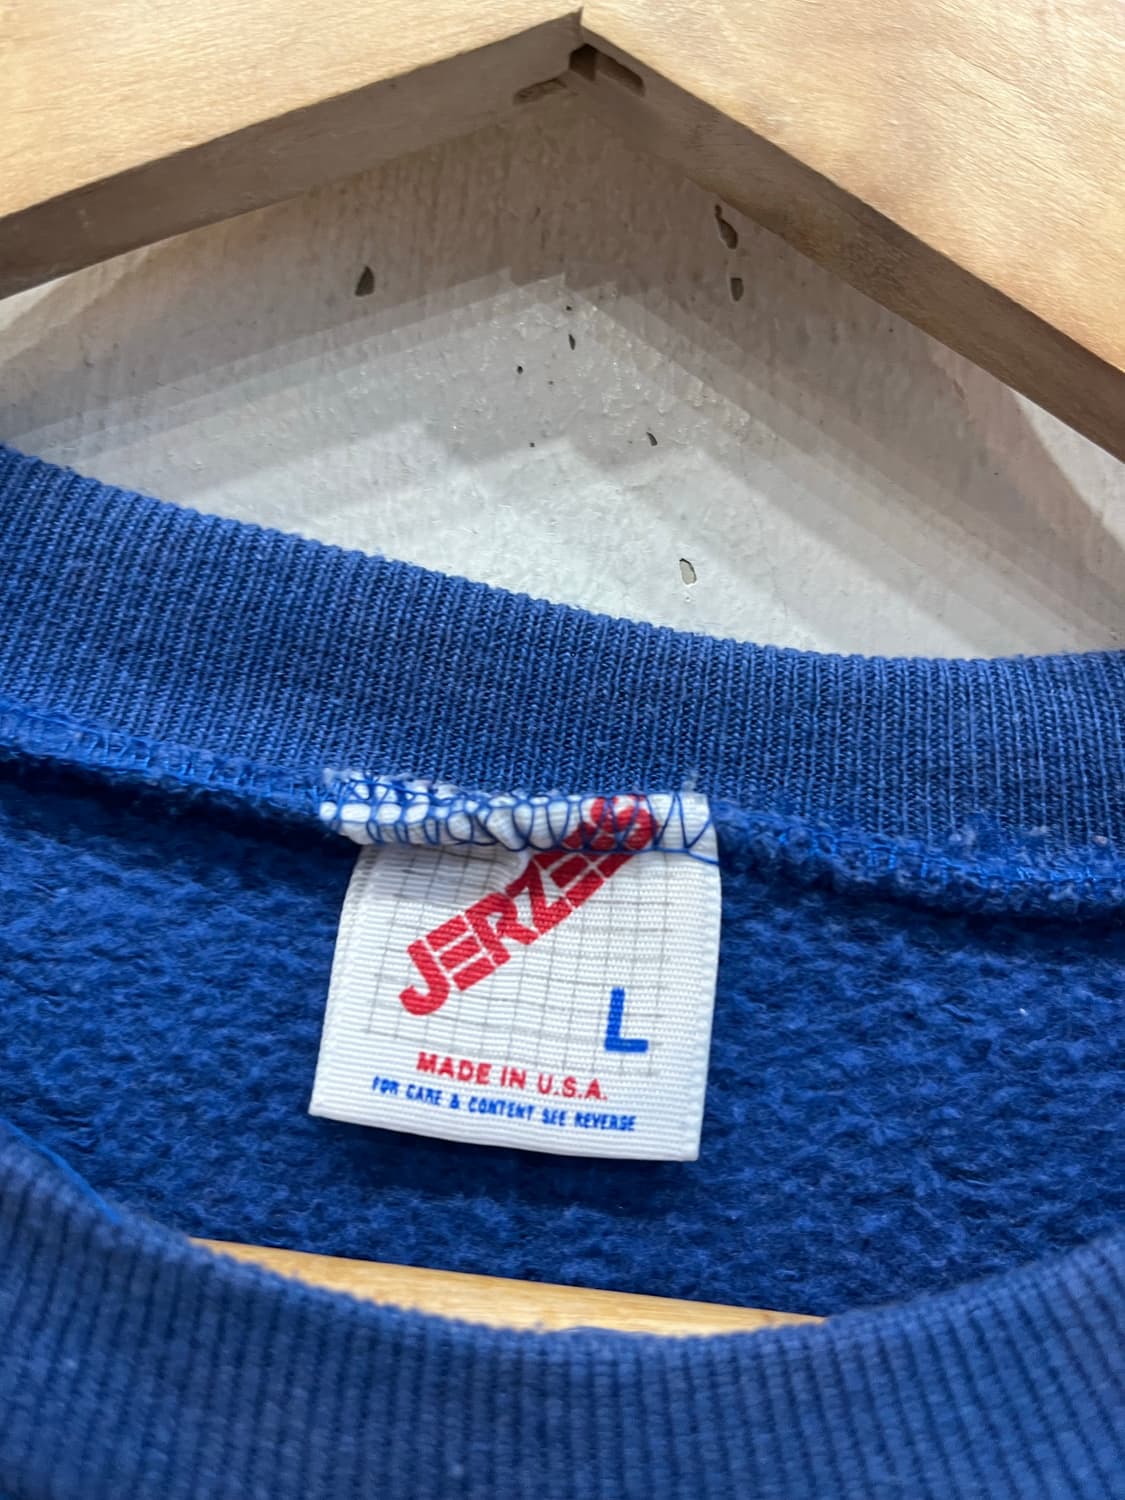 JERZEES
L
MADE IN U.S.A.
FOR CARE & CONTENT SEE REVERSE